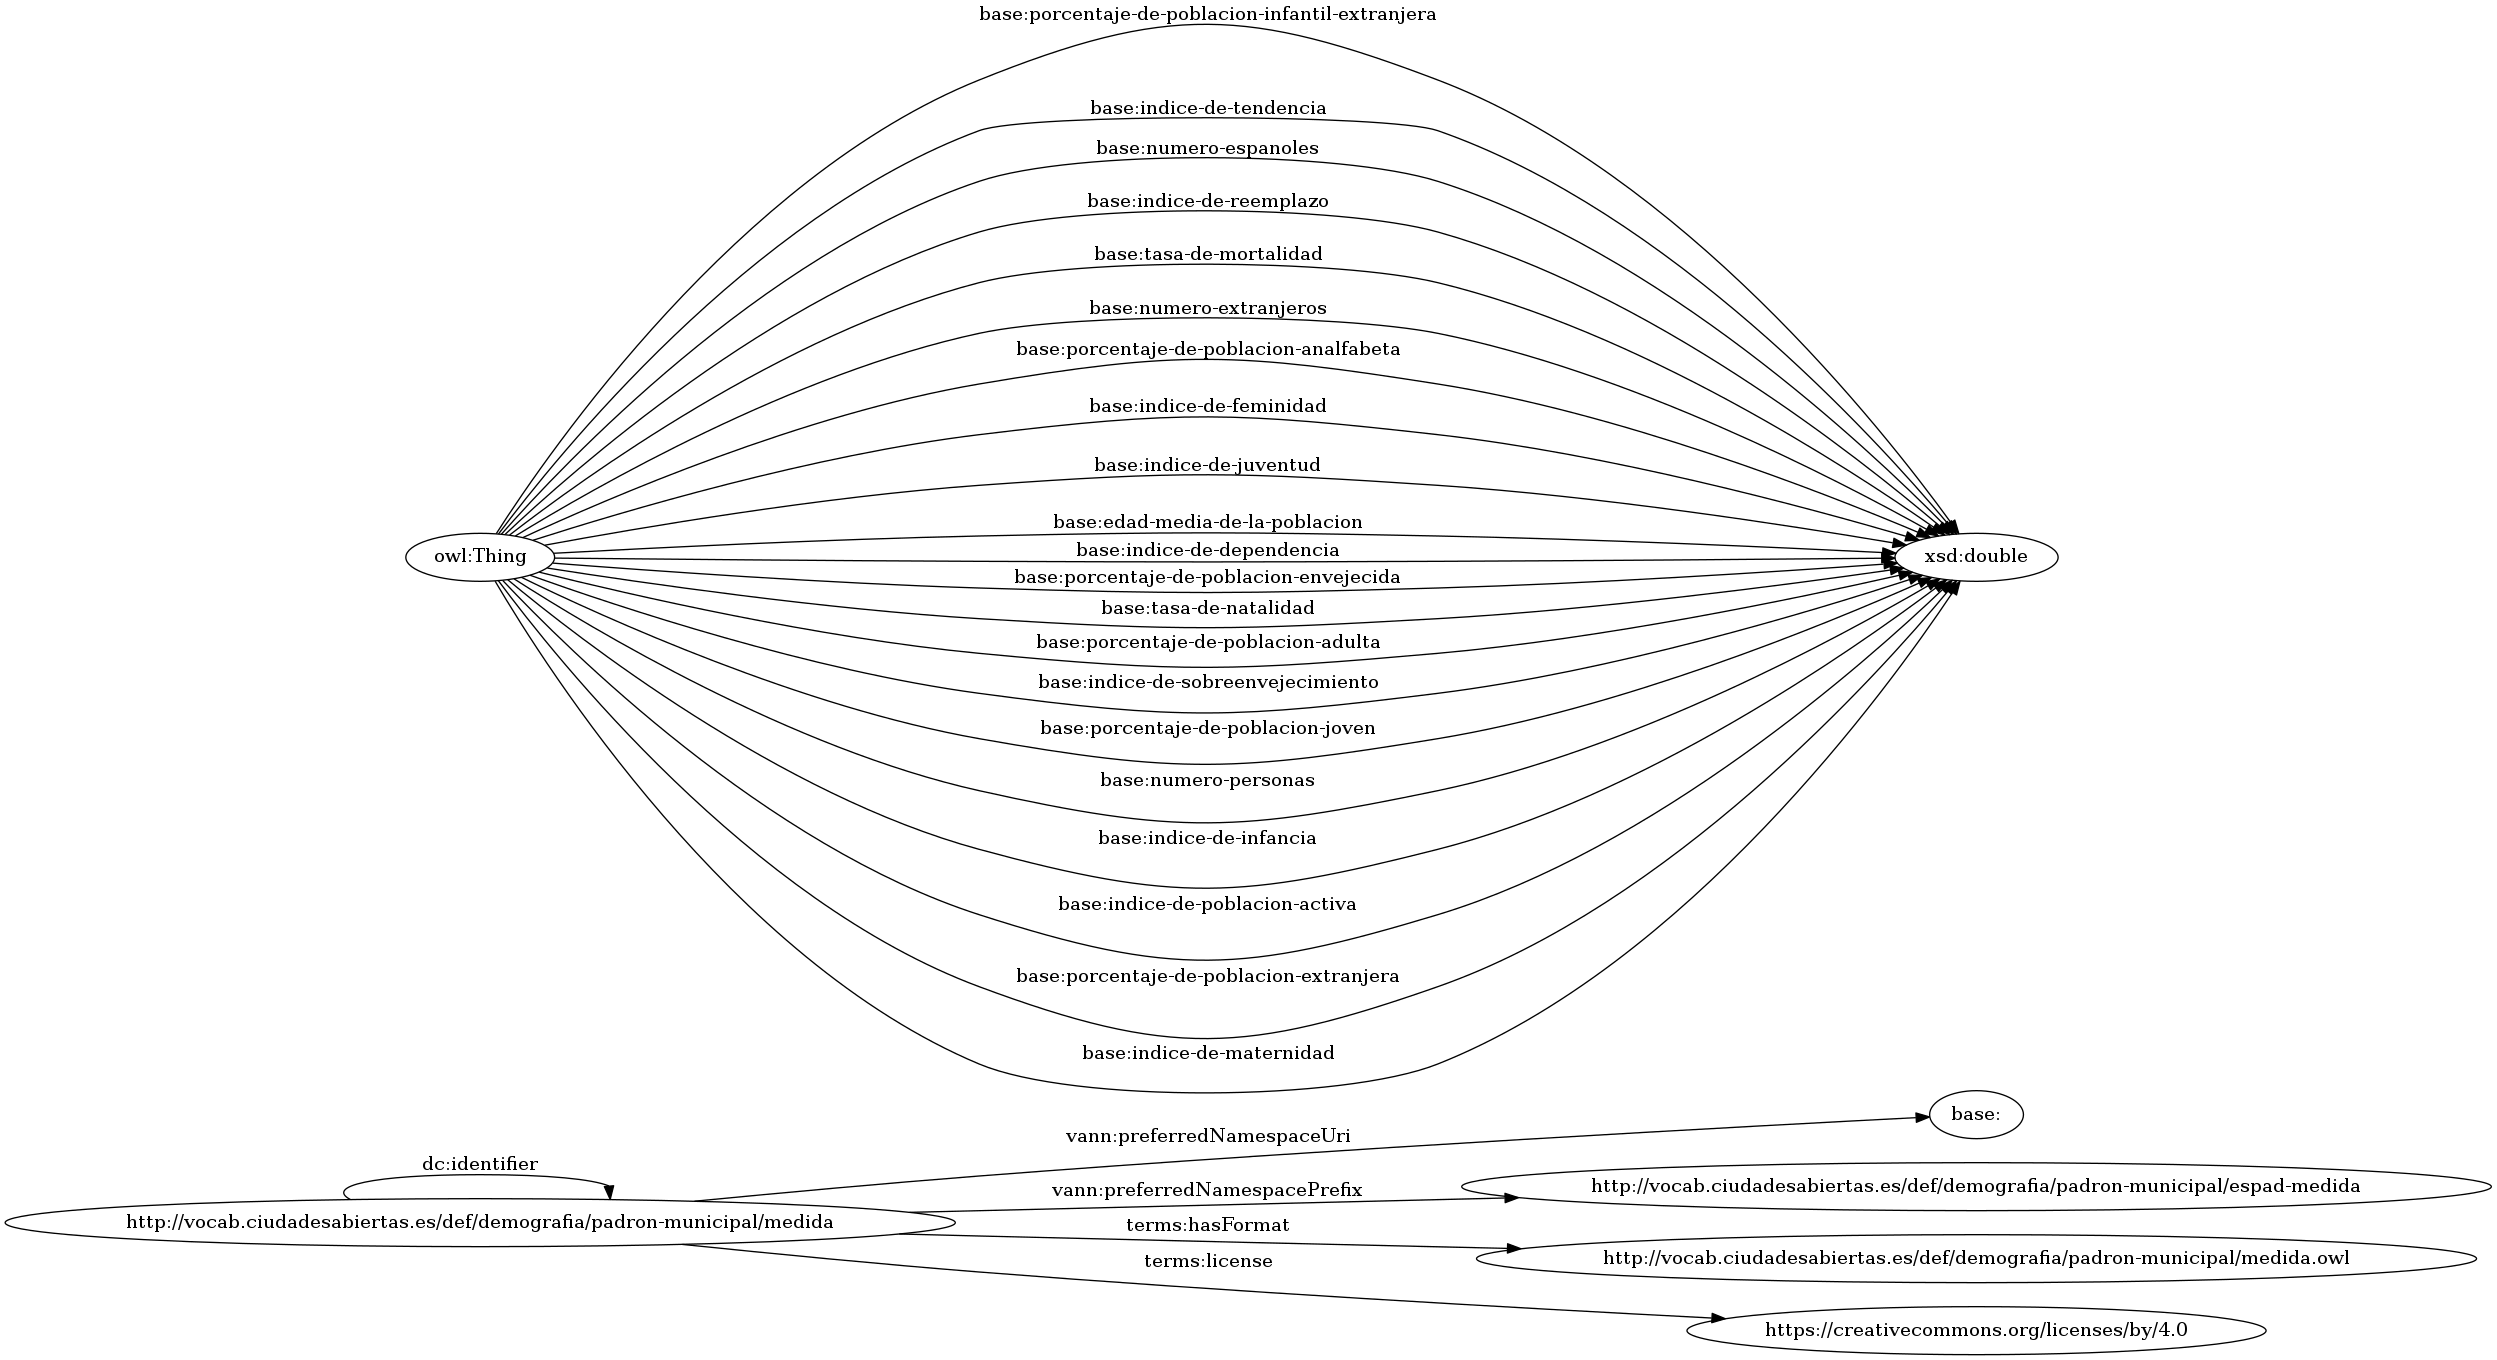 base:porcentaje-de-poblacion-infantil-extranjera
base:indice-de-tendencia
base:numero-espanoles
base:indice-de-reemplazo
base:tasa-de-mortalidad
base:numero-extranjeros
base:porcentaje-de-poblacion-analfabeta
base:indice-de-feminidad
base:indice-de-juventud
base:edad-media-de-la-poblacion
owl:Thing
base:indice-de-dependencia
xsd:double
base:porcentaje-de-poblacion-envejecida
base:tasa-de-natalidad
base:porcentaje-de-poblacion-adulta
base:indice-de-sobreenvejecimiento
base:porcentaje-de-poblacion-joven
base:numero-personas
base:indice-de-infancia
base:indice-de-poblacion-activa
base:porcentaje-de-poblacion-extranjera
base:indice-de-maternidad
base:
vann:preferredNamespaceUri
dc:identifier
vann:preferredNamespacePrefix
http://vocab.ciudadesabiertas.es/def/demografia/padron-municipal/espad-medida
http://vocab.ciudadesabiertas.es/def/demografia/padron-municipal/medida
terms:hasFormat
http://vocab.ciudadesabiertas.es/def/demografia/padron-municipal/medida.owl
terms:license
https://creativecommons.org/licenses/by/4.0